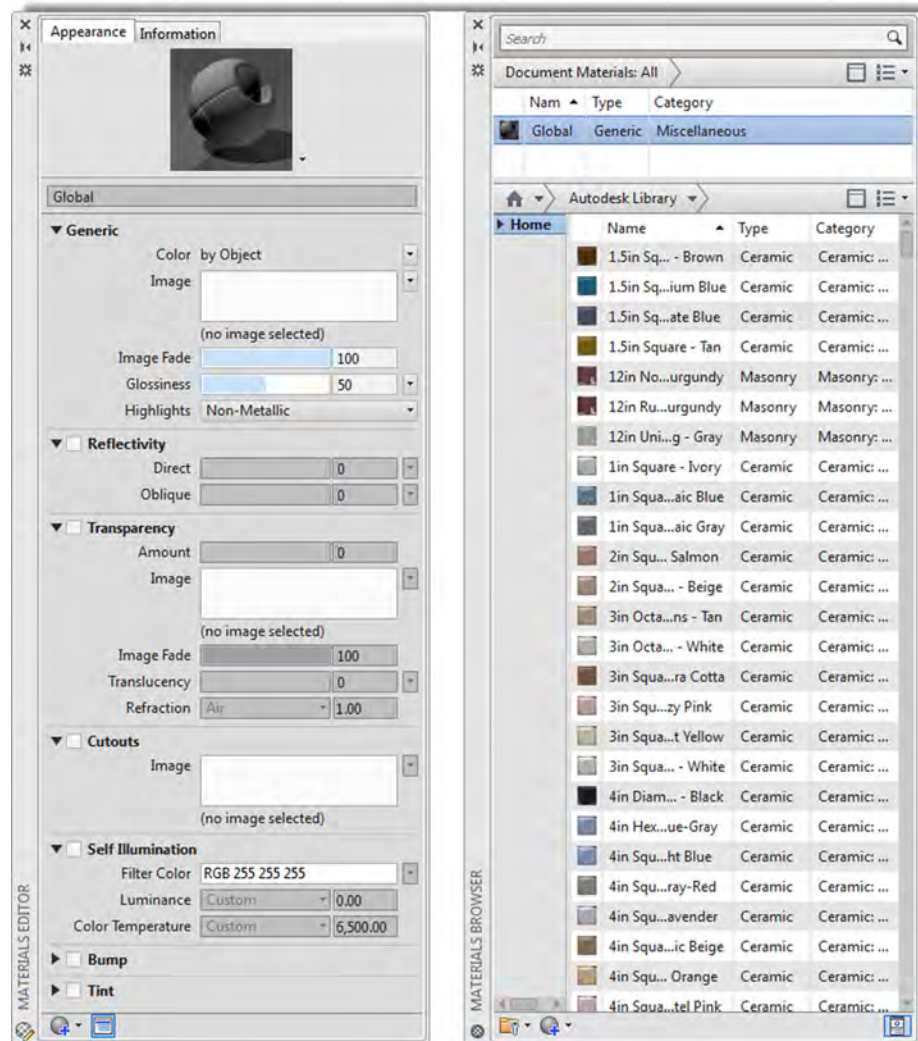 Appearance Information
Global
Generic
Color by Object
Image
(no image selected)
Image Fade 100
Glossiness 50
Highlights Non-Metallic
Reflectivity
Direct 0
Oblique 0
Transparency
Amount 0
Image
(no image selected)
Image Fade 100
Translucency 0
Refraction Air 1.00
Cutouts
Image
(no image selected)
Self Illumination
Filter Color RGB 255 255 255
Luminance Custom 0.00
Color Temperature Custom 6,500.00
Bump
Tint
MATERIALS EDITOR
Search
Document Materials: All
Nam Type Category
Global Generic Miscellaneous
Autodesk Library
Home
Name Type Category
1.5in Sq... - Brown Ceramic Ceramic: ...
1.5in Sq...ium Blue Ceramic Ceramic: ...
1.5in Sq...ate Blue Ceramic Ceramic: ...
1.5in Square - Tan Ceramic Ceramic: ...
12in No...urgundy Masonry Masonry: ...
12in Ru...urgundy Masonry Masonry: ...
12in Uni...g - Gray Masonry Masonry: ...
1in Square - Ivory Ceramic Ceramic: ...
1in Squa...aic Blue Ceramic Ceramic: ...
1in Squa...aic Gray Ceramic Ceramic: ...
2in Squ... Salmon Ceramic Ceramic: ...
2in Squa... - Beige Ceramic Ceramic: ...
3in Octa...ns - Tan Ceramic Ceramic: ...
3in Octa... - White Ceramic Ceramic: ...
3in Squa...ra Cotta Ceramic Ceramic: ...
3in Squ...zy Pink Ceramic Ceramic: ...
3in Squa...t Yellow Ceramic Ceramic: ...
3in Squa... - White Ceramic Ceramic: ...
4in Diam... - Black Ceramic Ceramic: ...
4in Hex...ue-Gray Ceramic Ceramic: ...
4in Squ...ht Blue Ceramic Ceramic: ...
4in Squ...ray-Red Ceramic Ceramic: ...
4in Squ...avender Ceramic Ceramic: ...
4in Squa...ic Beige Ceramic Ceramic: ...
4in Squ... Orange Ceramic Ceramic: ...
4in Squa...tel Pink Ceramic Ceramic: ...
MATERIALS BROWSER